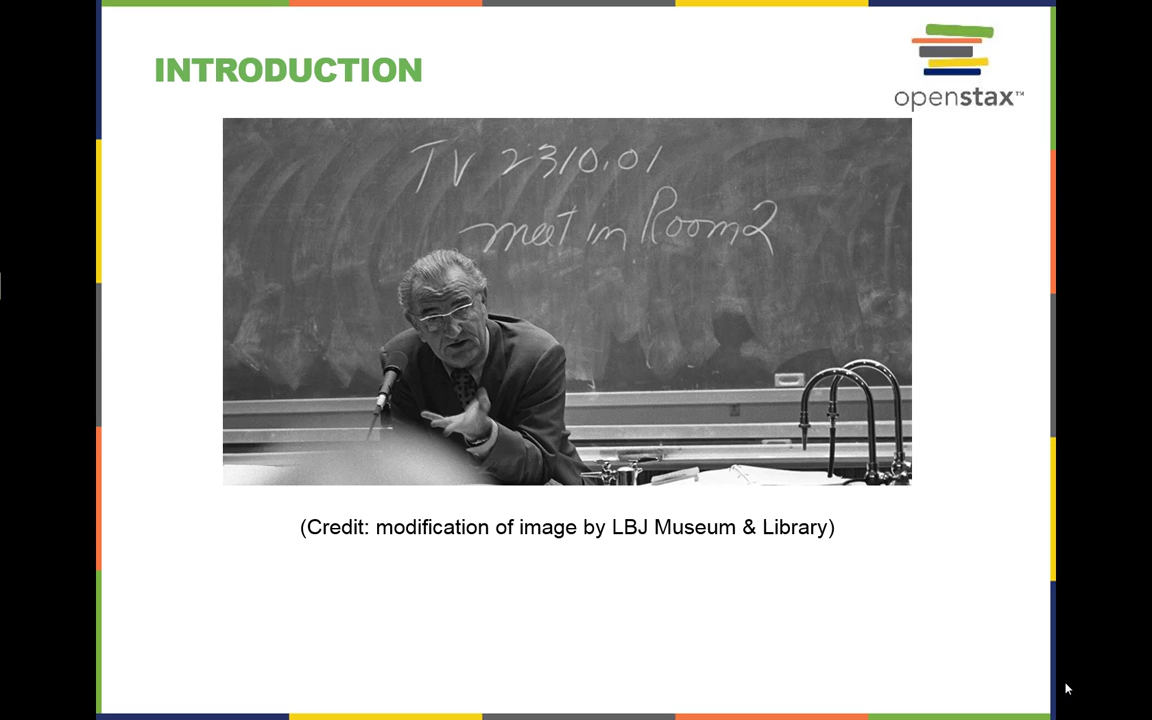 INTRODUCTION
openstax™
TV 2310.01
meet in Room 2
(Credit: modification of image by LBJ Museum & Library)